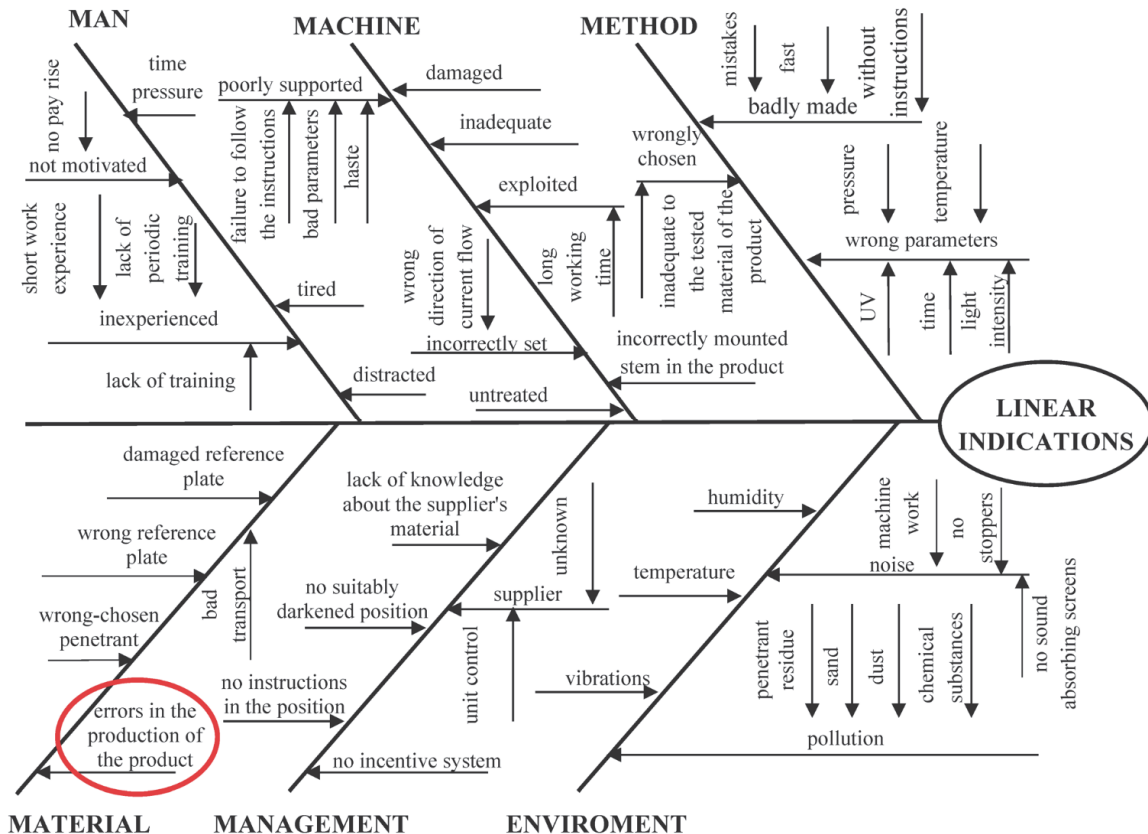 MAN
MACHINE
METHOD
time
pressure
no pay rise
not motivated
short work
experience
lack of
periodic
training
tired
inexperienced
lack of training
distracted
poorly supported
damaged
failure to follow
the instructions
bad parameters
haste
inadequate
exploited
wrong
direction of
current flow
long
working
time
incorrectly set
incorrectly mounted
stem in the product
untreated
mistakes
fast
without
instructions
badly made
wrongly
chosen
inadequate to
the tested
material of the
product
pressure
temperature
wrong parameters
UV
time
light
intensity
LINEAR
INDICATIONS
damaged reference
plate
wrong reference
plate
bad
transport
wrong-chosen
penetrant
errors in the
production of
the product
lack of knowledge
about the supplier's
material
unknown
no suitably
darkened position
supplier
unit control
no instructions
in the position
no incentive system
humidity
machine
work
no
stoppers
noise
temperature
no sound
absorbing screens
penetrant
residue
sand
dust
chemical
substances
vibrations
pollution
MATERIAL
MANAGEMENT
ENVIROMENT